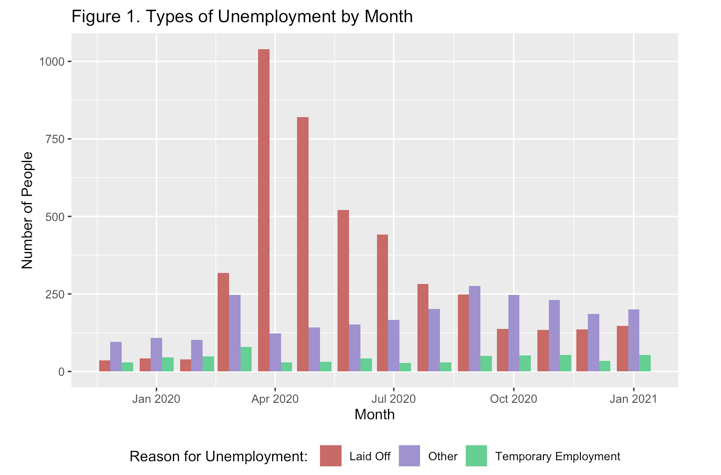 Figure 1. Types of Unemployment by Month
1000
750
500
250
0
Number of People
Jan 2020 Apr 2020 Jul 2020 Oct 2020 Jan 2021
Month
Reason for Unemployment: Laid Off Other Temporary Employment